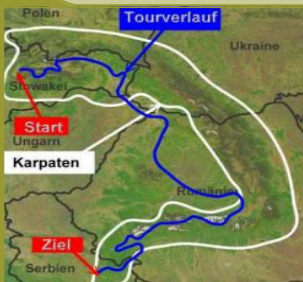 Polen
Tourverlauf
Ukraine
Slowakei
Start
Ungarn
Karpaten
Rumänien
Ziel
Serbien